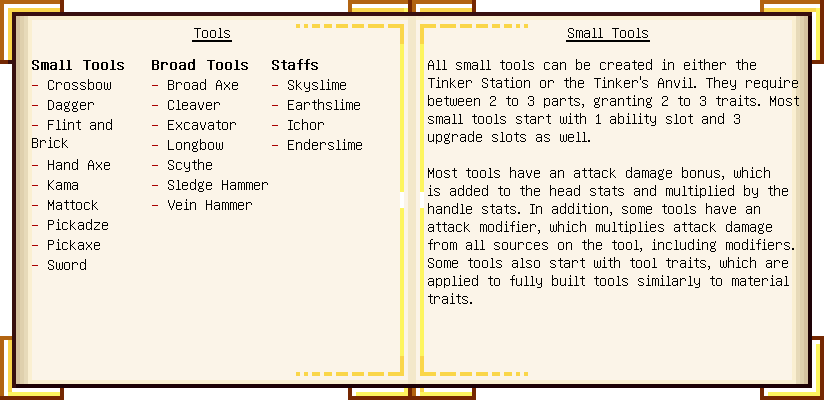 Tools
Small Tools
- Crossbow
- Dagger
- Flint and
Brick
- Hand Axe
- Kama
- Mattock
- Pickadze
- Pickaxe
- Sword
Broad Tools
- Broad Axe
- Cleaver
- Excavator
- Longbow
- Scythe
- Sledge Hammer
- Vein Hammer
Staffs
- Skyslime
- Earthslime
- Ichor
- Enderslime
Small Tools
All small tools can be created in either the
Tinker Station or the Tinker's Anvil. They require
between 2 to 3 parts, granting 2 to 3 traits. Most
small tools start with 1 ability slot and 3
upgrade slots as well.
Most tools have an attack damage bonus, which
is added to the head stats and multiplied by the
handle stats. In addition, some tools have an
attack modifier, which multiplies attack damage
from all sources on the tool, including modifiers.
Some tools also start with tool traits, which are
applied to fully built tools similarly to material
traits.